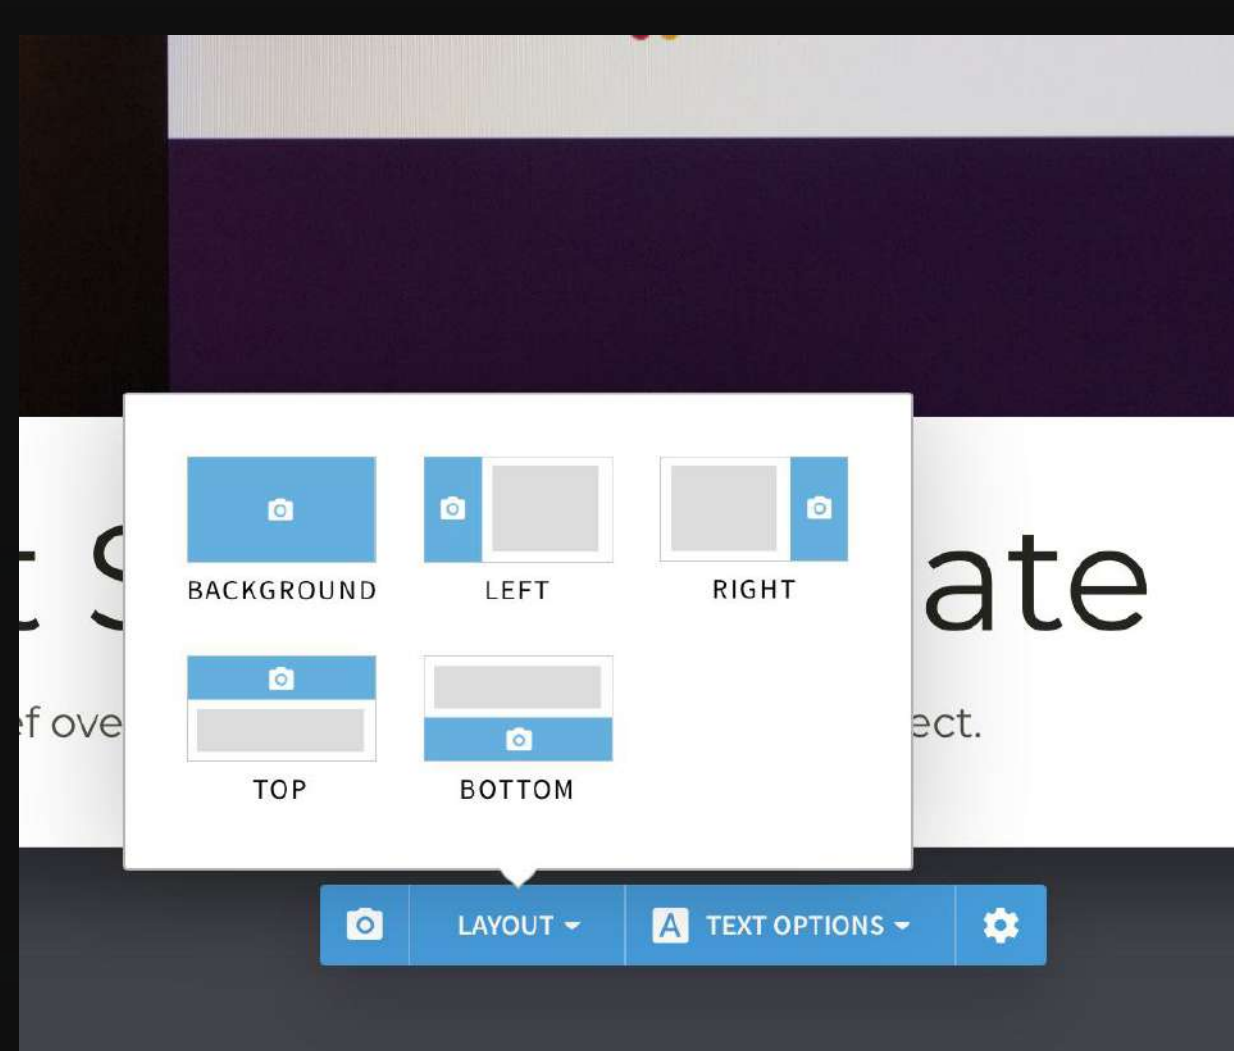 ate
ect.
BACKGROUND
LEFT
RIGHT
TOP
BOTTOM
LAYOUT
A TEXT OPTIONS